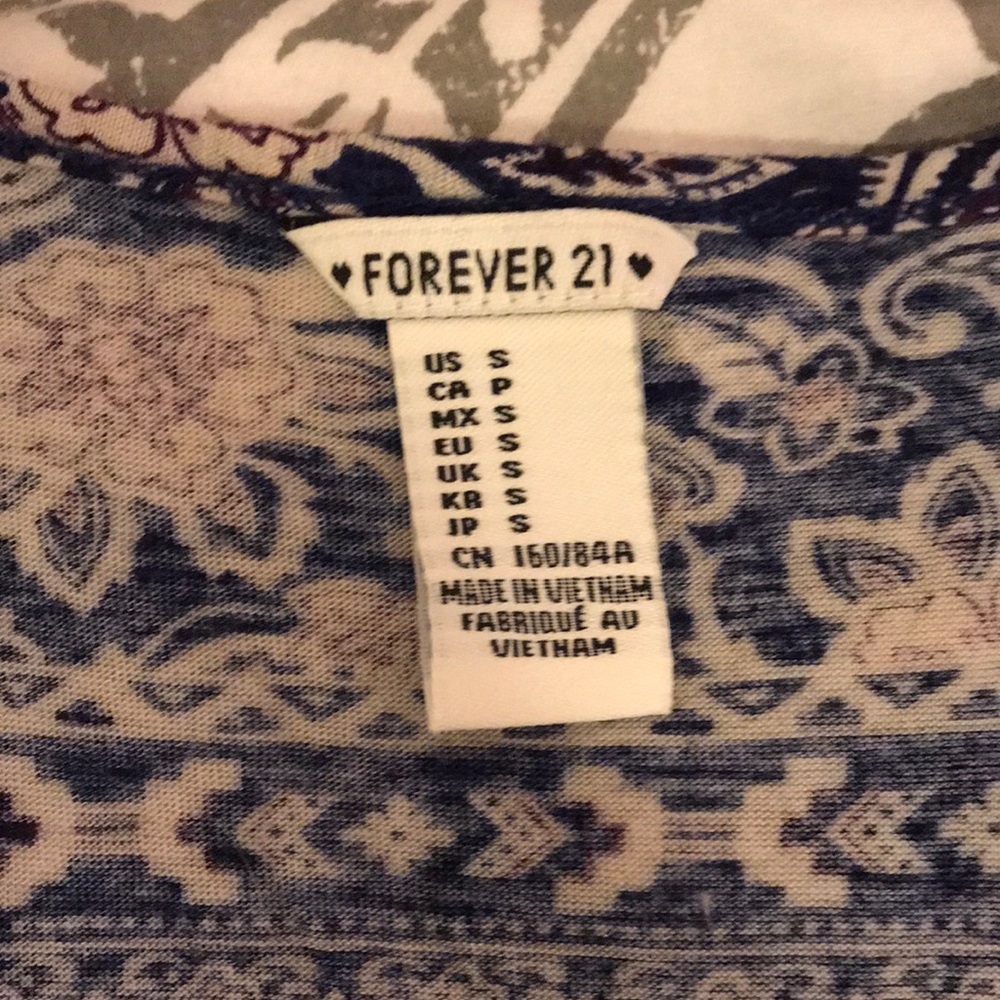 ♥ FOREVER 21 ♥
US S
CA P
MX S
EU S
UK S
KR S
JP S
CN 160/84A
MADE IN VIETNAM
FABRIQUÉ AU
VIETNAM